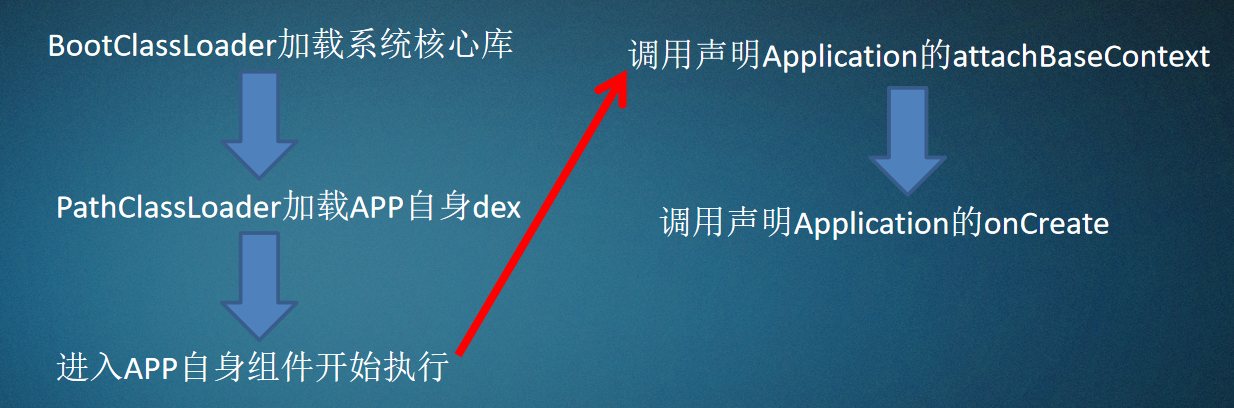 BootClassLoader加载系统核心库
PathClassLoader加载APP自身dex
进入APP自身组件开始执行
调用声明Application的attachBaseContext
调用声明Application的onCreate